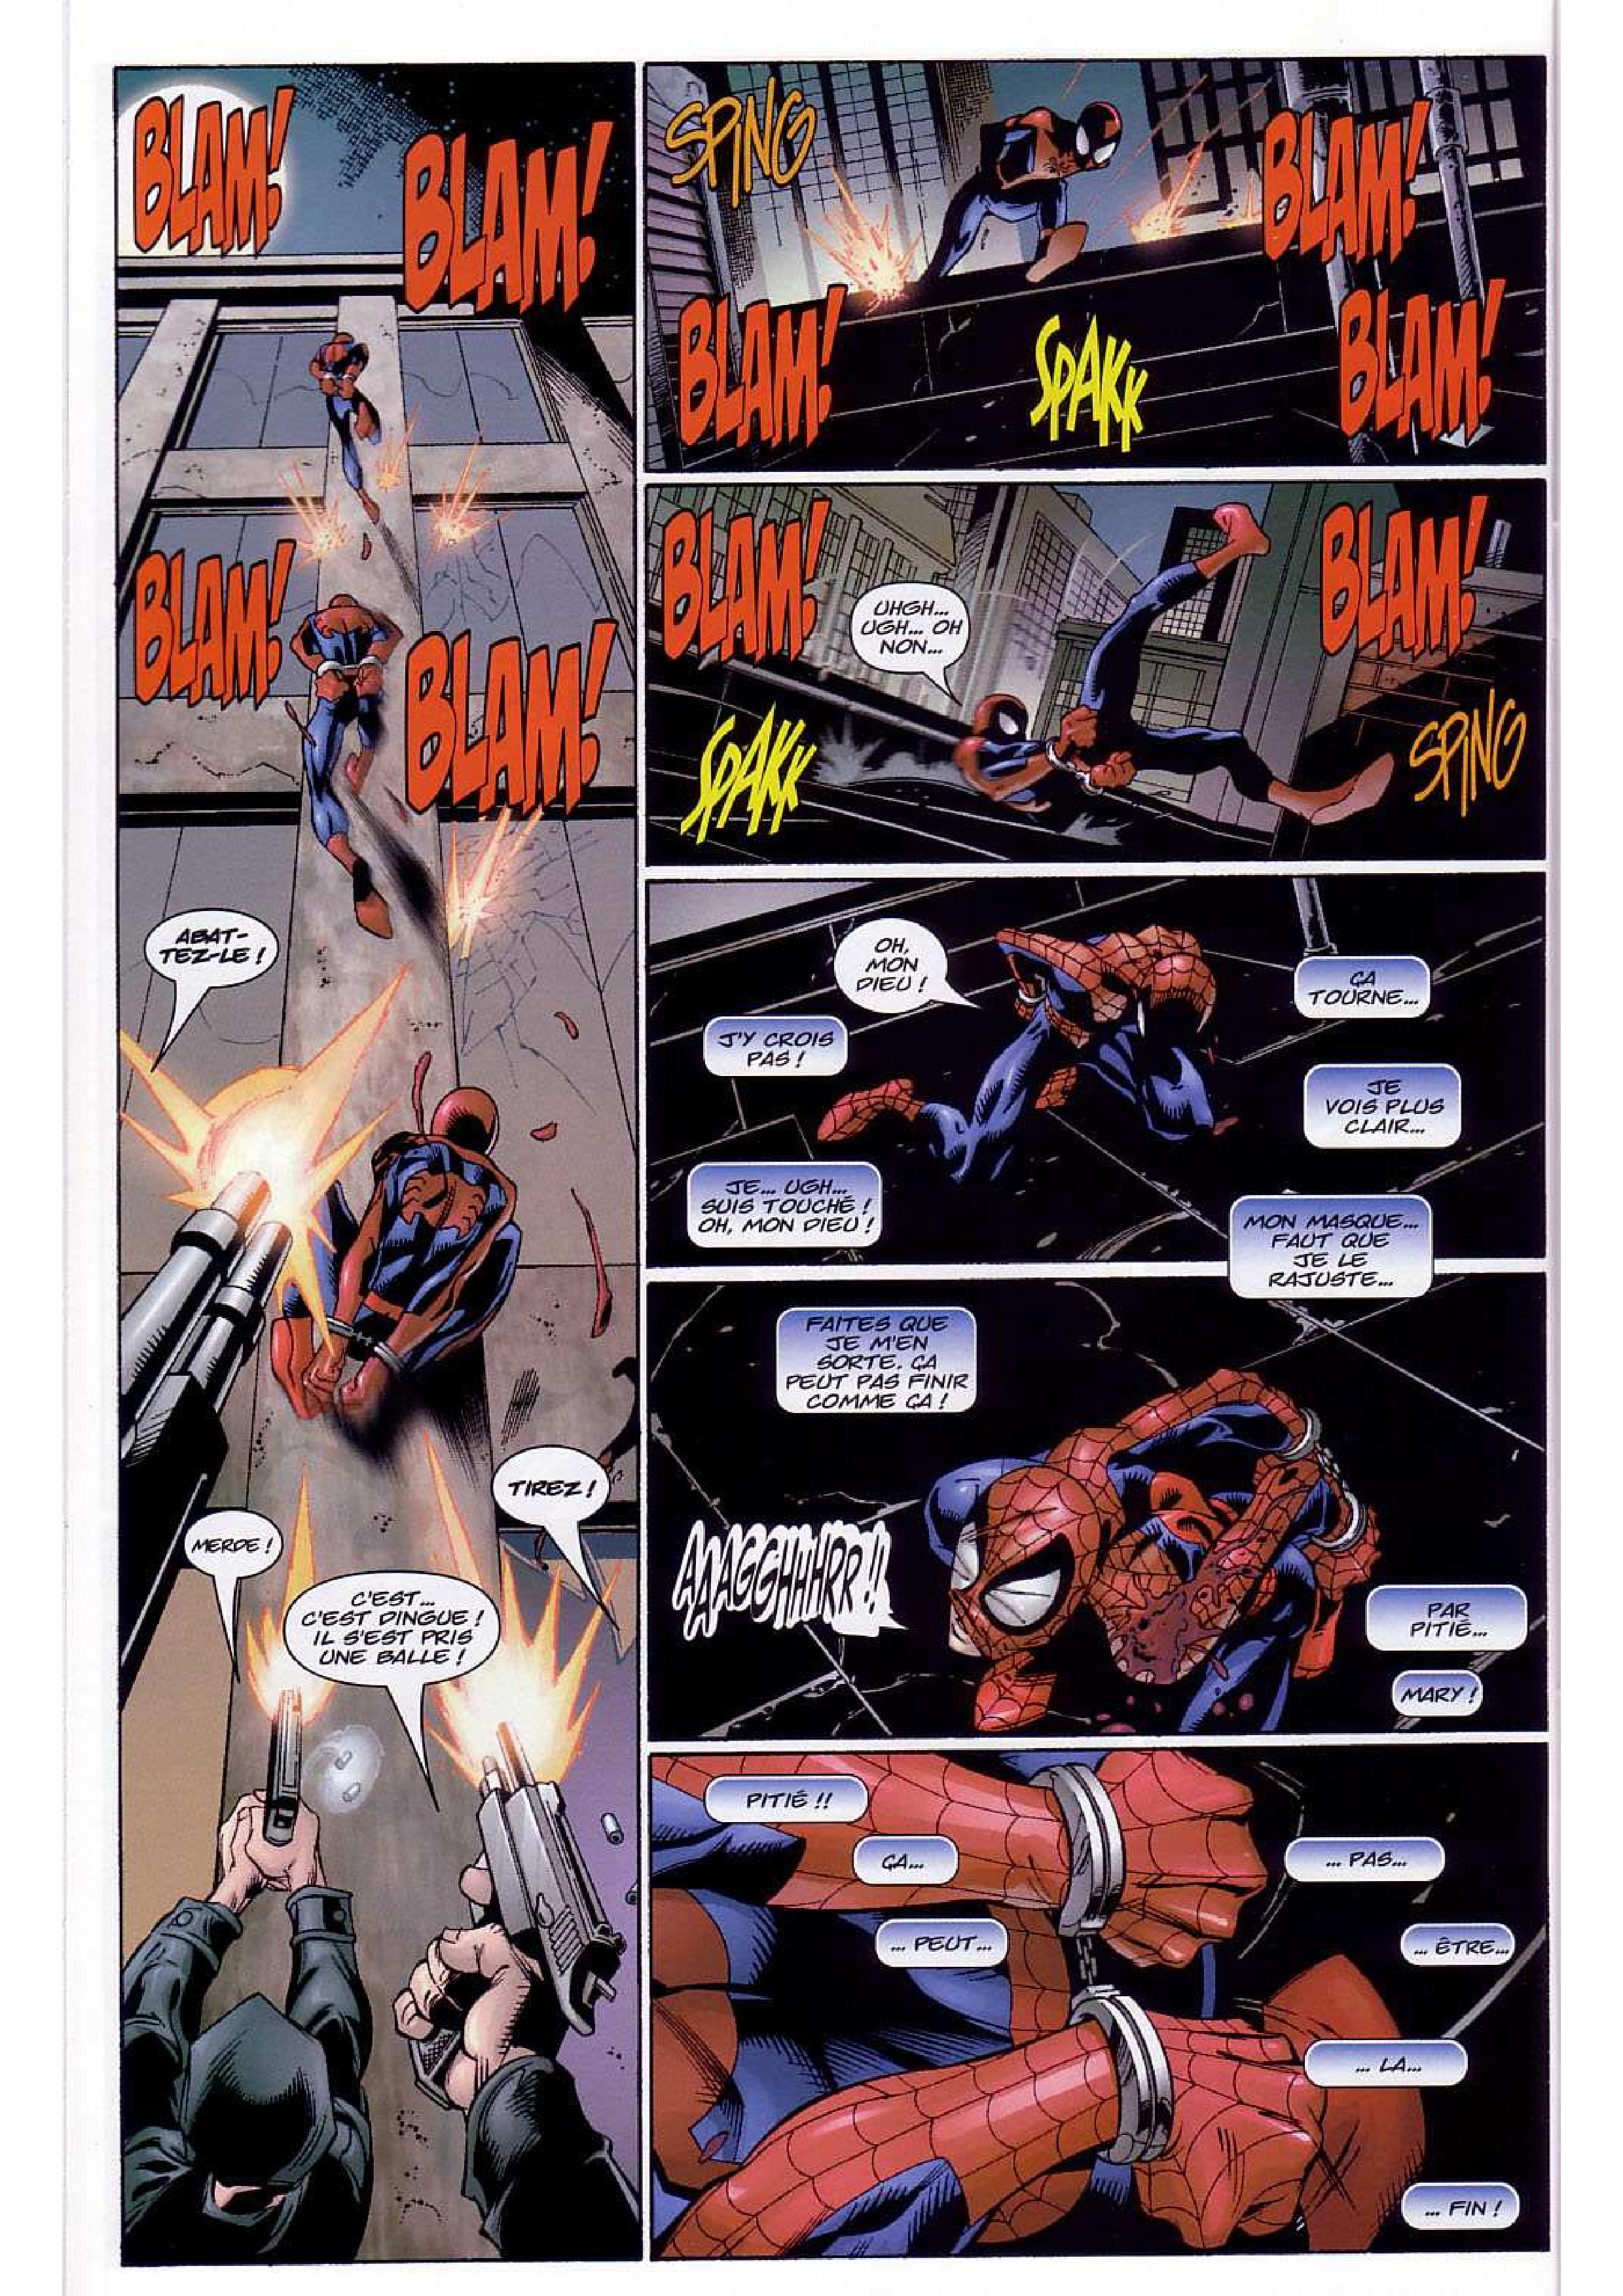 BLAM!
BLAM!
BLAM!
BLAM!
ABAT-
TEZ-LE !
TIREZ !
MERDE !
C'EST...
C'EST DINGUE !
IL S'EST PRIS
UNE BALLE !
SPING
BLAM!
BLAM!
SPAKK
BLAM!
BLAM!
BLAM!
UHGH...
UGH... OH
NON...
SPAKK
SPING
OH,
MON
DIEU !
ÇA
TOURNE...
J'Y CROIS
PAS !
JE
VOIS PLUS
CLAIR...
JE... UGH...
SUIS TOUCHÉ !
OH, MON DIEU !
MON MASQUE...
FAUT QUE
JE LE
RAJUSTE...
FAITES QUE
JE M'EN
SORTE. ÇA
PEUT PAS FINIR
COMME ÇA !
AAAGGHHHRR !!
PAR
PITIÉ...
MARY !
PITIÉ !!
ÇA...
... PEUT...
... PAS...
... ÊTRE...
... LA...
... FIN !